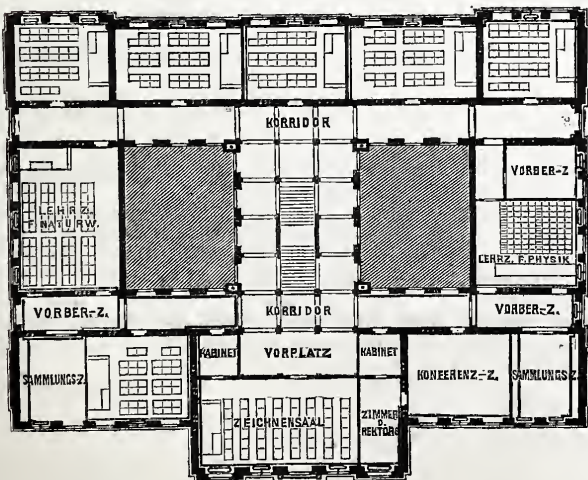 KORRIDOR
VORBER-Z.
LEHRZ.
F. NATURW.
LEHRZ. F. PHYSIK
VORBER-Z.
KORRIDOR
VORBER-Z.
KABINET
VORPLATZ
KABINET
SAMMLUNGS-Z.
KONFERENZ-Z.
SAMMLUNGS-Z.
ZEICHNENSAAL
ZIMMER
D.
REKTORS